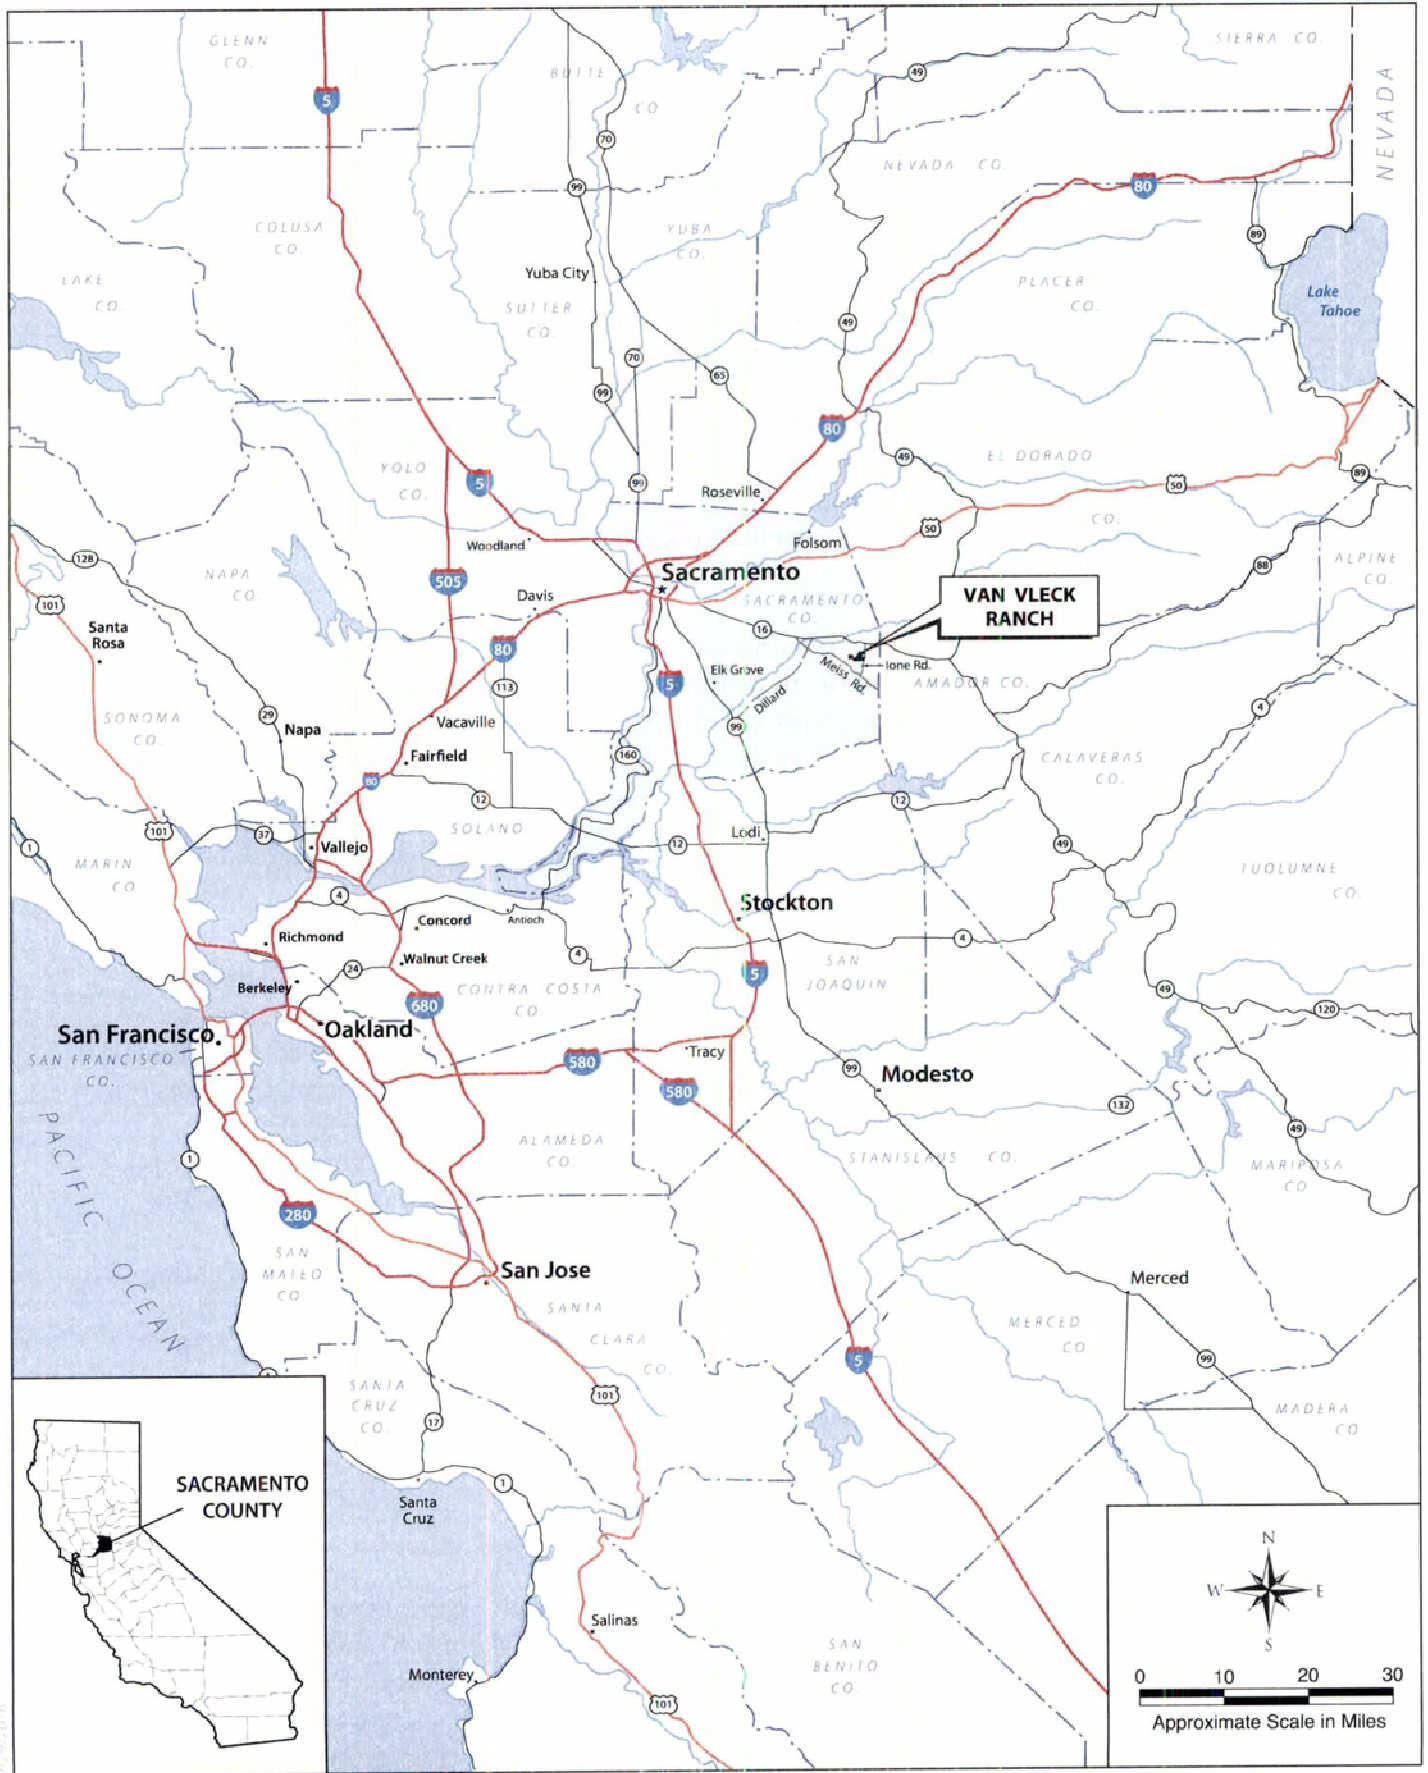 GLENN
CO.
SIERRA CO.
BUTTE
CO
49
5
70
NEVADA
NEVADA CO.
80
99
COLUSA
CO.
YUBA
CO.
89
Yuba City
LAKE
CO.
SUTTER
CO.
PLACER
CO.
Lake
Tahoe
49
70
65
99
80
49
EL DORADO
CO.
YOLO
CO.
5
99
Roseville
50
89
50
Woodland
Folsom
128
NAPA
CO.
505
Sacramento
88
ALPINE
CO.
Davis
SACRAMENTO
CO.
VAN VLECK
RANCH
101
Santa
Rosa
16
80
Elk Grove
Meiss Rd.
Ione Rd.
5
113
Dillard
AMADOR CO.
SONOMA
CO.
29
Napa
Vacaville
99
4
Fairfield
160
CALAVERAS
CO.
80
12
12
SOLANO
101
37
Lodi
1
Vallejo
12
49
MARIN
CO.
TUOLUMNE
CO.
4
Stockton
Concord
Antioch
Richmond
4
4
Walnut Creek
24
5
SAN
JOAQUIN
Berkeley
CONTRA COSTA
CO
49
680
120
San Francisco
Oakland
SAN FRANCISCO
CO.
580
Tracy
99
Modesto
580
132
PACIFIC OCEAN
49
ALAMEDA
CO.
STANISLAUS CO.
1
MARIPOSA
CO
280
SAN
MATEO
CO.
San Jose
Merced
SANTA
CLARA
CO.
MERCED
CO
5
99
SANTA
CRUZ
CO.
101
17
MADERA
CO
SACRAMENTO
COUNTY
1
Santa
Cruz
N
W E
S
Salinas
SAN
BENITO
CO.
Monterey
101
0 10 20 30
Approximate Scale in Miles